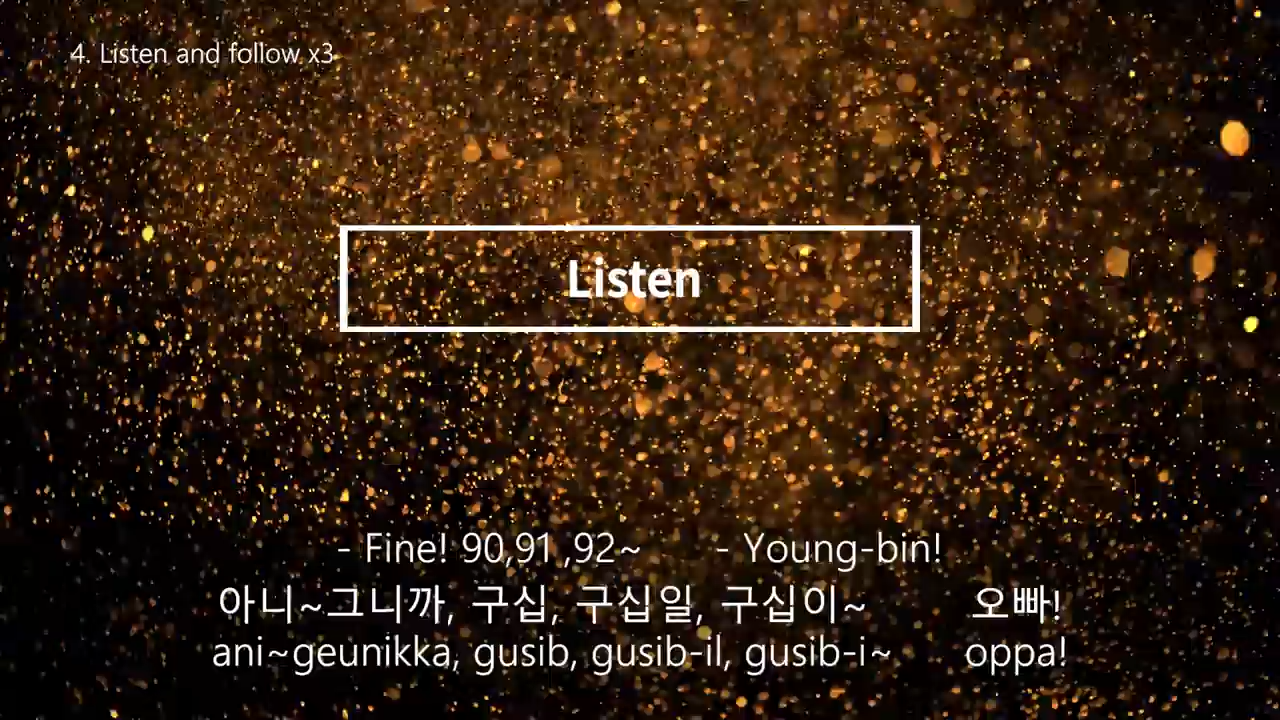 4. Listen and follow x3
Listen
- Fine! 90,91 ,92~ - Young-bin!
아니~그니까, 구십, 구십일, 구십이~ 오빠!
ani~geunikka, gusib, gusib-il, gusib-i~ oppa!